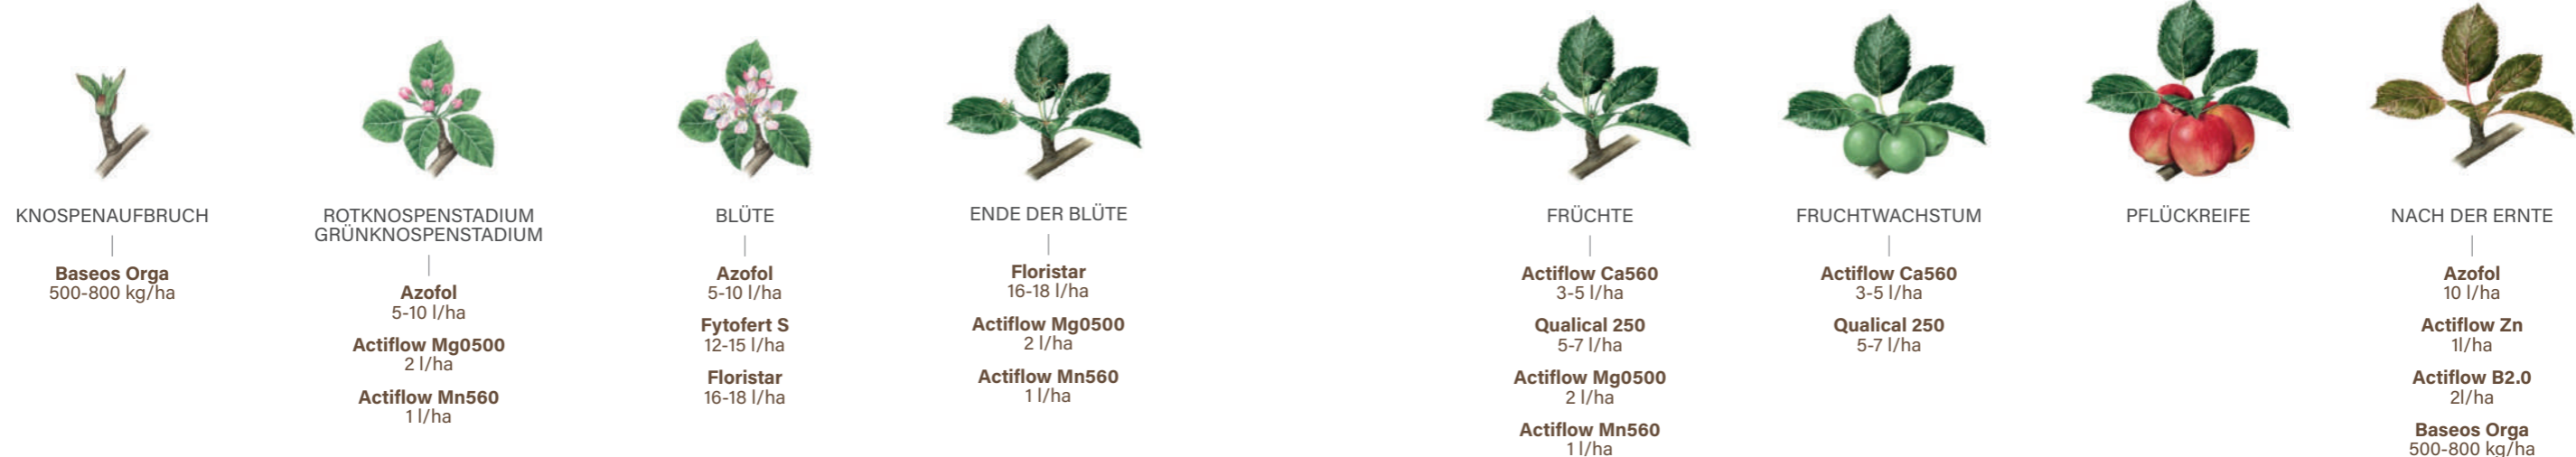 KNOSPENAUFBRUCH
Baseos Orga
500-800 kg/ha
ROTKNOSPENSTADIUM
GRÜNKNOSPENSTADIUM
Azofol
5-10 l/ha
Actiflow Mg0500
2 l/ha
Actiflow Mn560
1 l/ha
BLÜTE
Azofol
5-10 l/ha
Fytofert S
12-15 l/ha
Floristar
16-18 l/ha
ENDE DER BLÜTE
Floristar
16-18 l/ha
Actiflow Mg0500
2 l/ha
Actiflow Mn560
1 l/ha
FRÜCHTE
Actiflow Ca560
3-5 l/ha
Qualical 250
5-7 l/ha
Actiflow Mg0500
2 l/ha
Actiflow Mn560
1 l/ha
FRUCHTWACHSTUM
Actiflow Ca560
3-5 l/ha
Qualical 250
5-7 l/ha
PFLÜCKREIFE
NACH DER ERNTE
Azofol
10 l/ha
Actiflow Zn
1l/ha
Actiflow B2.0
2l/ha
Baseos Orga
500-800 kg/ha